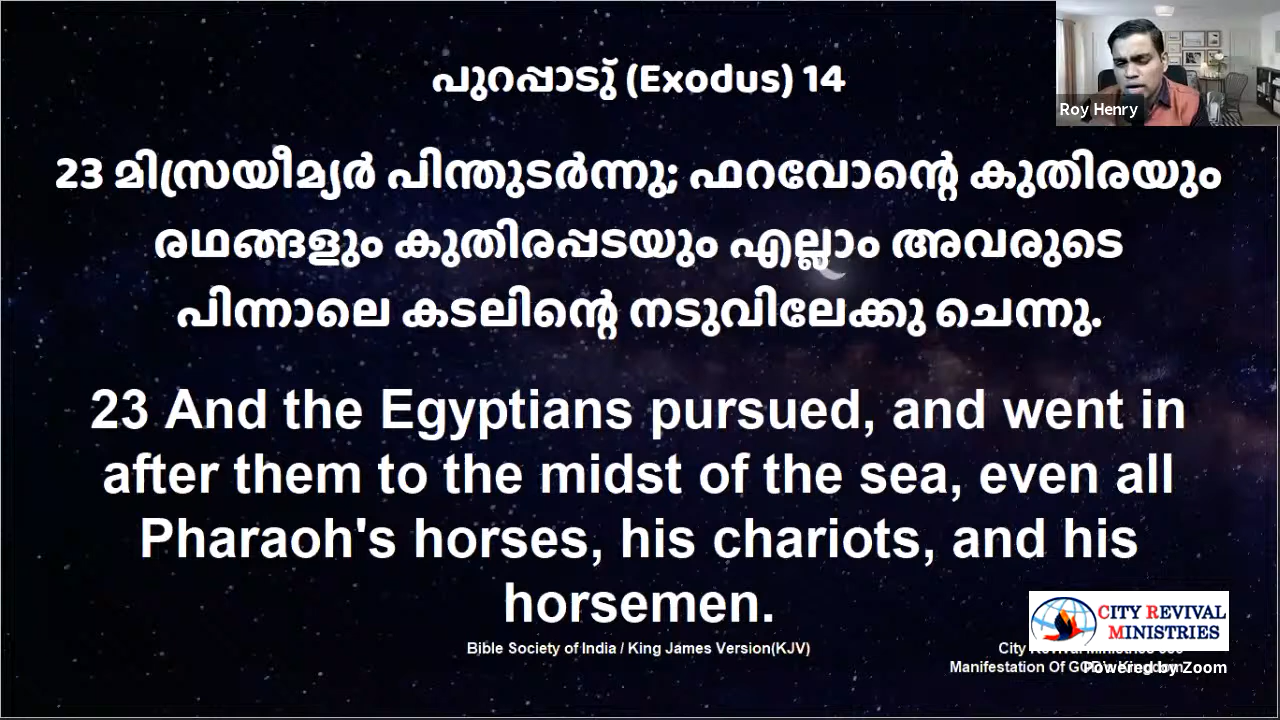 പുറപ്പാടു് (Exodus) 14
Roy Henry
23 മിസ്രയീമ്യർ പിന്തുടർന്നു; ഫറവോന്റെ കുതിരയും
രഥങ്ങളും കുതിരപ്പടയും എല്ലാം അവരുടെ
പിന്നാലെ കടലിന്റെ നടുവിലേക്കു ചെന്നു.
23 And the Egyptians pursued, and went in
after them to the midst of the sea, even all
Pharaoh's horses, his chariots, and his
horsemen.
CITY REVIVAL
MINISTRIES
Bible Society of India / King James Version(KJV)
City
Manifestation Of
Powered by Zoom